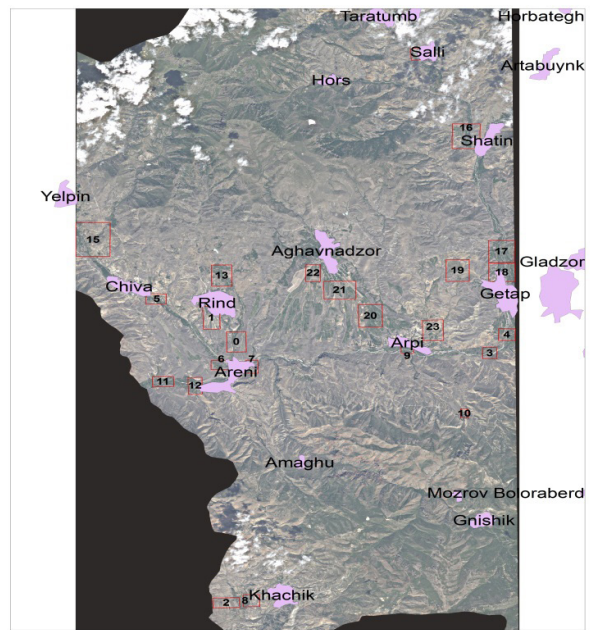 Taratumb
Horbategh
Salli
Artabuynk
Hors
16
Shatin
Yelpin
15
17
Aghavnadzor
Gladzor
22
19
18
13
Chiva
21
Getap
5
Rind
1
20
23
4
0
Arpi
3
9
6
7
Areni
11
12
10
Amaghu
Mozrov Boloraberd
Gnishik
Khachik
2
8